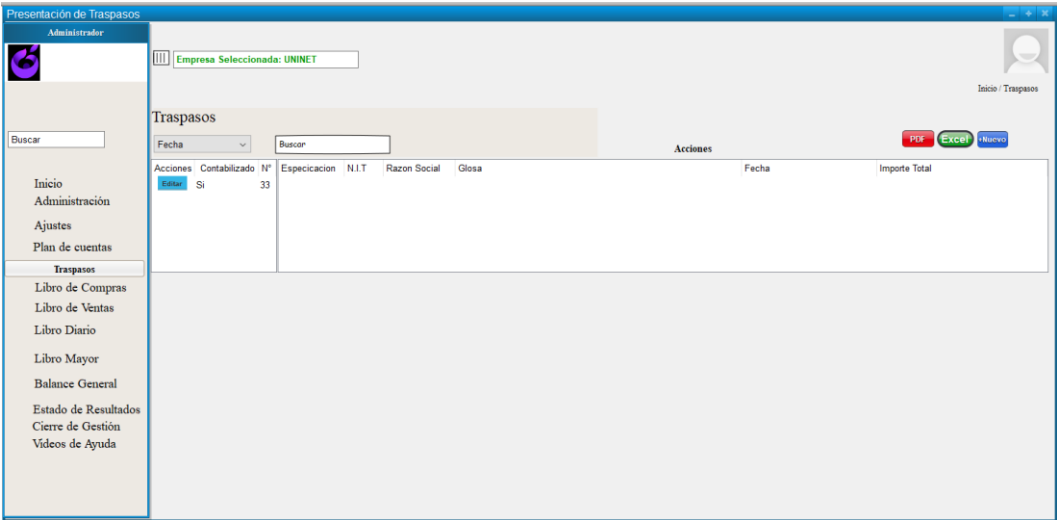 Presentación de Traspasos
Administrador
Empresa Seleccionada: UNINET
Inicio / Traspasos
Traspasos
Buscar
Fecha
Buscar
Acciones
PDF
Excel
+Nuevo
Acciones Contabilizado N° Especicacion N.I.T Razon Social Glosa Fecha Importe Total
Editar Si 33
Inicio
Administración
Ajustes
Plan de cuentas
Traspasos
Libro de Compras
Libro de Ventas
Libro Diario
Libro Mayor
Balance General
Estado de Resultados
Cierre de Gestión
Videos de Ayuda